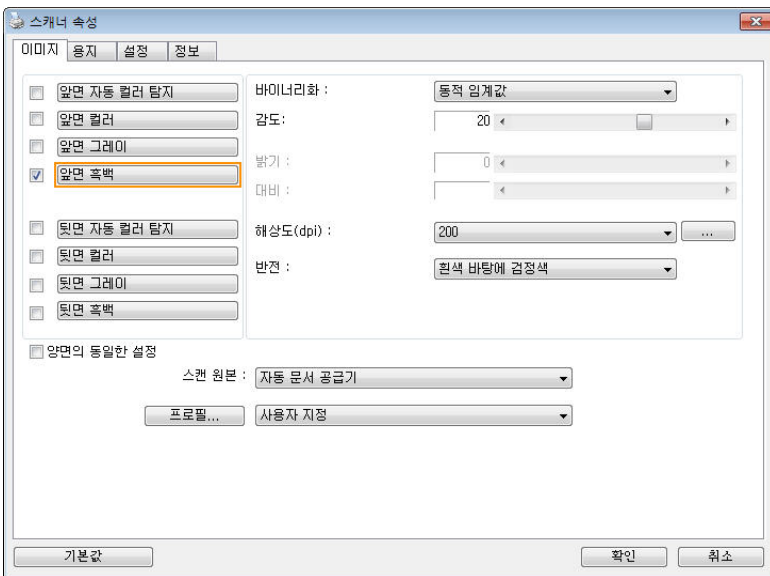 스캐너 속성
이미지 용지 설정 정보
앞면 자동 컬러 탐지
앞면 컬러
앞면 그레이
앞면 흑백
뒷면 자동 컬러 탐지
뒷면 컬러
뒷면 그레이
뒷면 흑백
바이너리화 : 동적 임계값
감도: 20
밝기 : 0
대비 :
해상도(dpi) : 200 ...
반전 : 흰색 바탕에 검정색
양면의 동일한 설정
스캔 원본 : 자동 문서 공급기
프로필... 사용자 지정
기본값 확인 취소